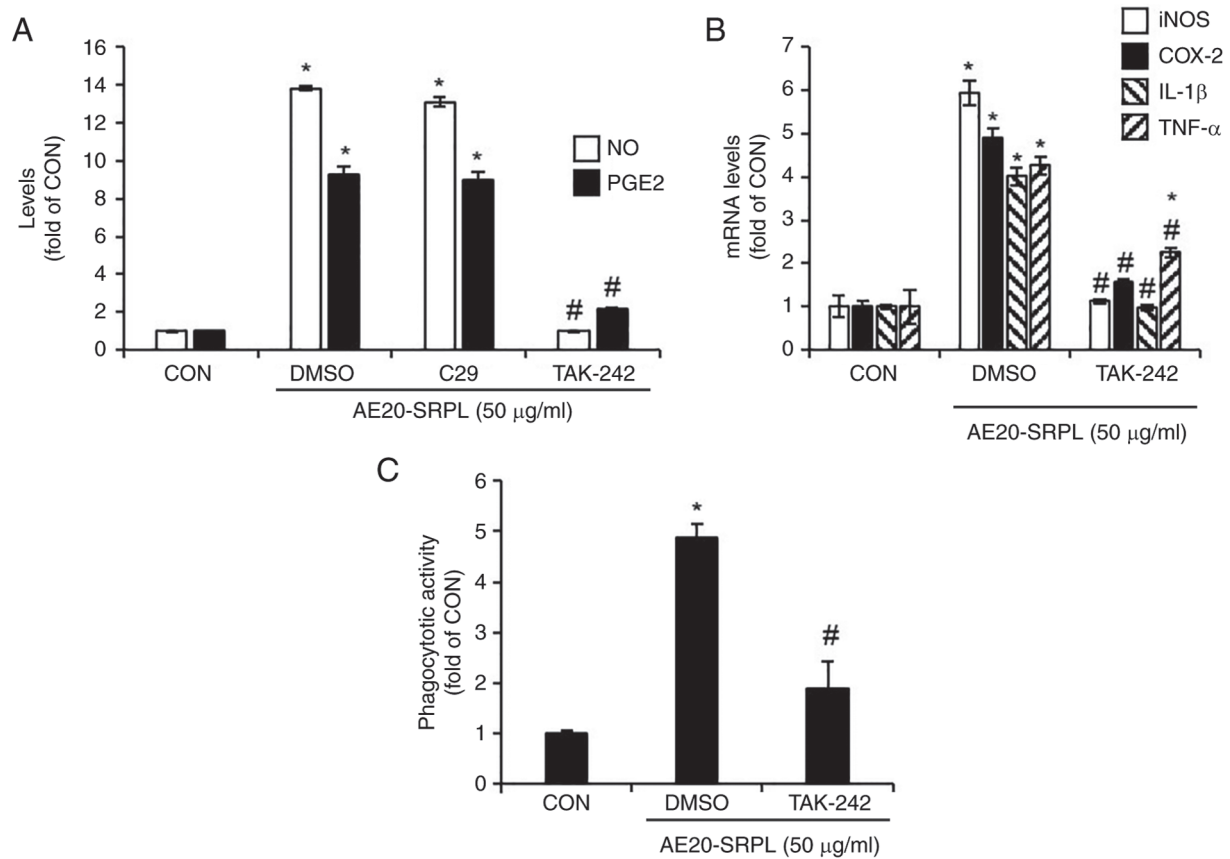 A
Levels
(fold of CON)
16
14
12
10
8
6
4
2
0
*
*
*
*
#
#
NO
PGE2
CON
DMSO
C29
TAK-242
AE20-SRPL (50 µg/ml)
B
mRNA levels
(fold of CON)
7
6
5
4
3
2
1
0
*
*
*
*
#
#
#
*
#
iNOS
COX-2
IL-1β
TNF-α
CON
DMSO
TAK-242
AE20-SRPL (50 µg/ml)
C
Phagocytotic activity
(fold of CON)
6
5
4
3
2
1
0
*
#
CON
DMSO
TAK-242
AE20-SRPL (50 µg/ml)